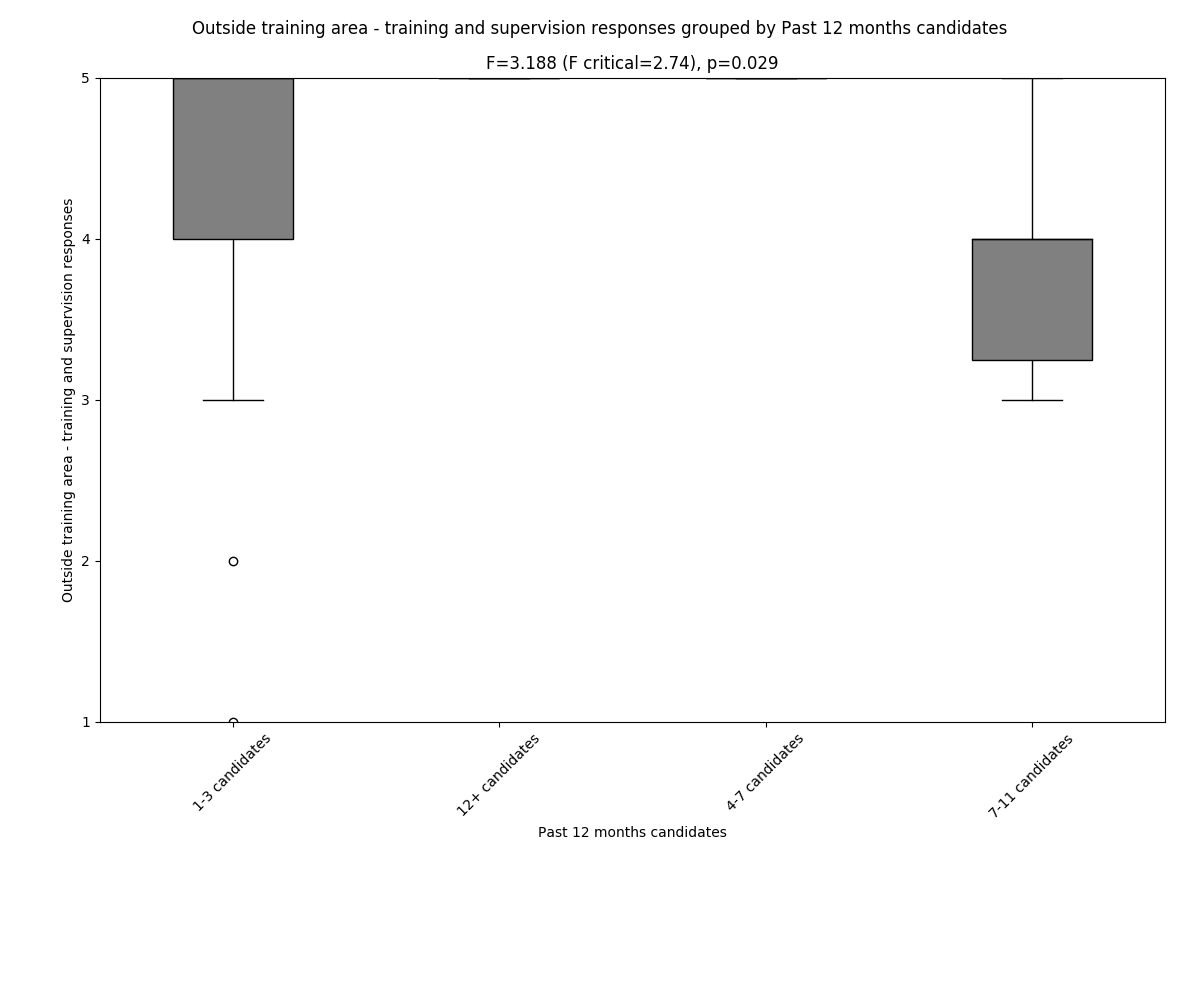 Outside training area - training and supervision responses grouped by Past 12 months candidates
F=3.188 (F critical=2.74), p=0.029
Outside training area - training and supervision responses
5
4
3
2
1
1-3 candidates
12+ candidates
4-7 candidates
7-11 candidates
Past 12 months candidates